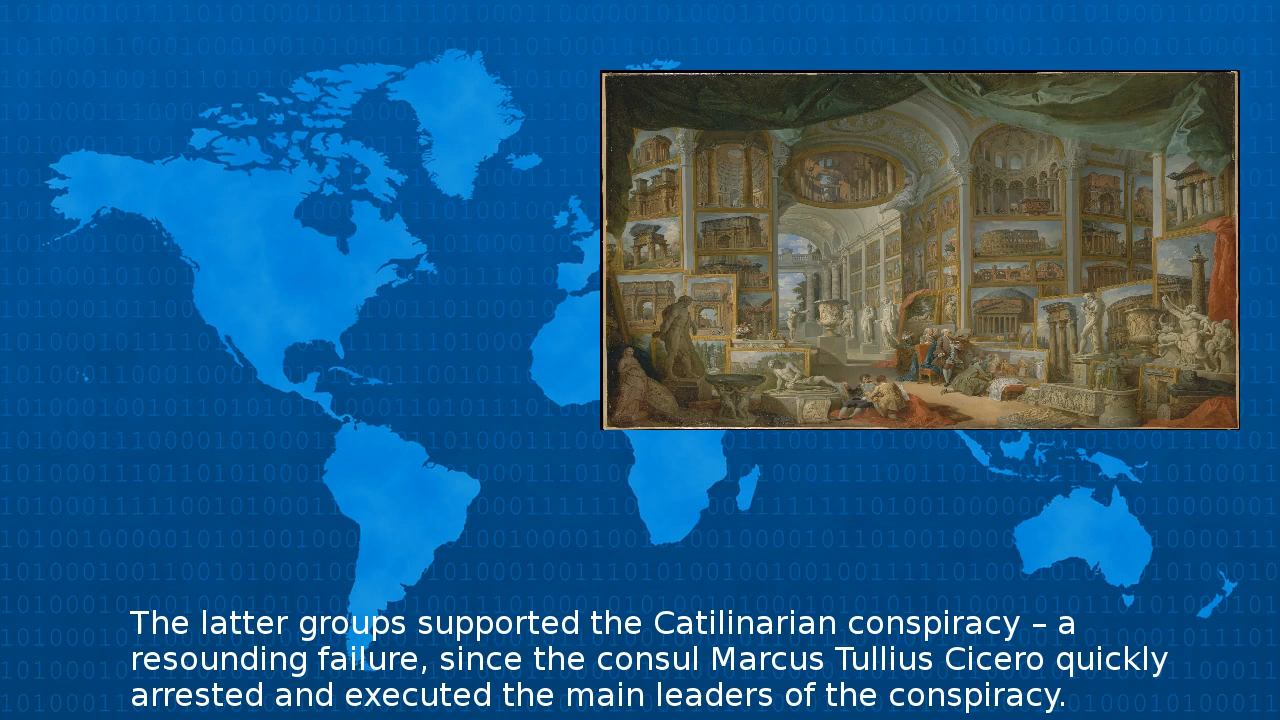 The latter groups supported the Catilinarian conspiracy – a
resounding failure, since the consul Marcus Tullius Cicero quickly
arrested and executed the main leaders of the conspiracy.